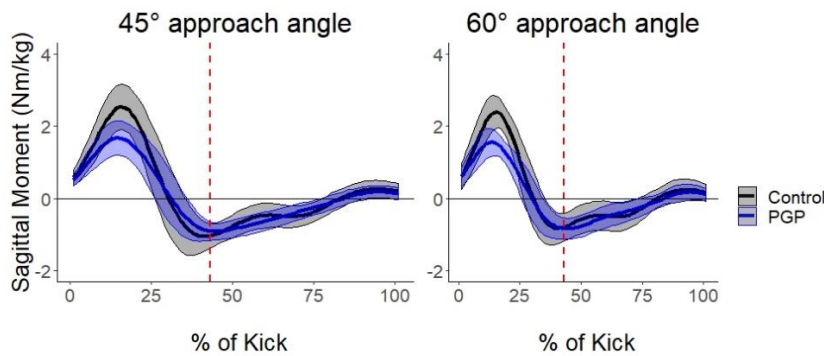 45° approach angle
60° approach angle
Sagittal Moment (Nm/kg)
4
2
0
-2
0
25
50
75
100
% of Kick
4
2
0
-2
0
25
50
75
100
% of Kick
Control
PGP